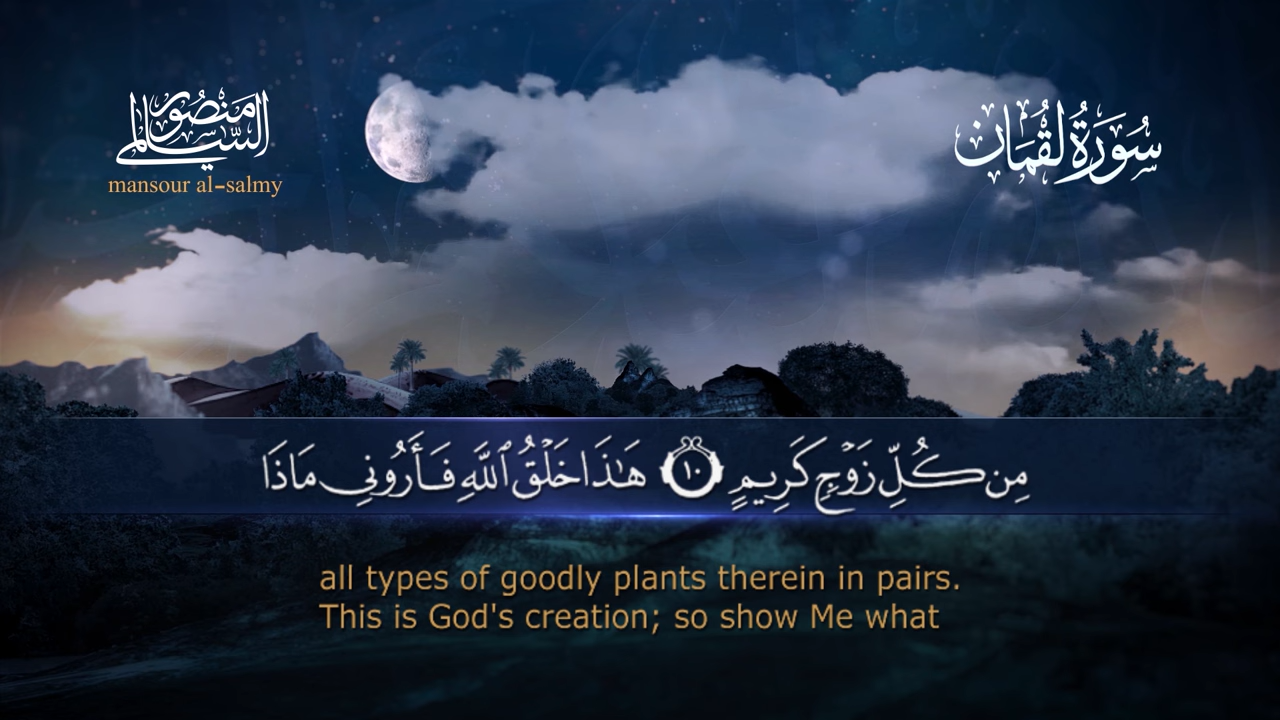 منصور السالمي
mansour al-salmy
سُورَةُ لُقْمَان
مِن كُلِّ زَوْجٍ كَرِيمٍ ١٠ هَٰذَا خَلْقُ ٱللَّهِ فَأَرُونِي مَاذَا
all types of goodly plants therein in pairs.
This is God's creation; so show Me what